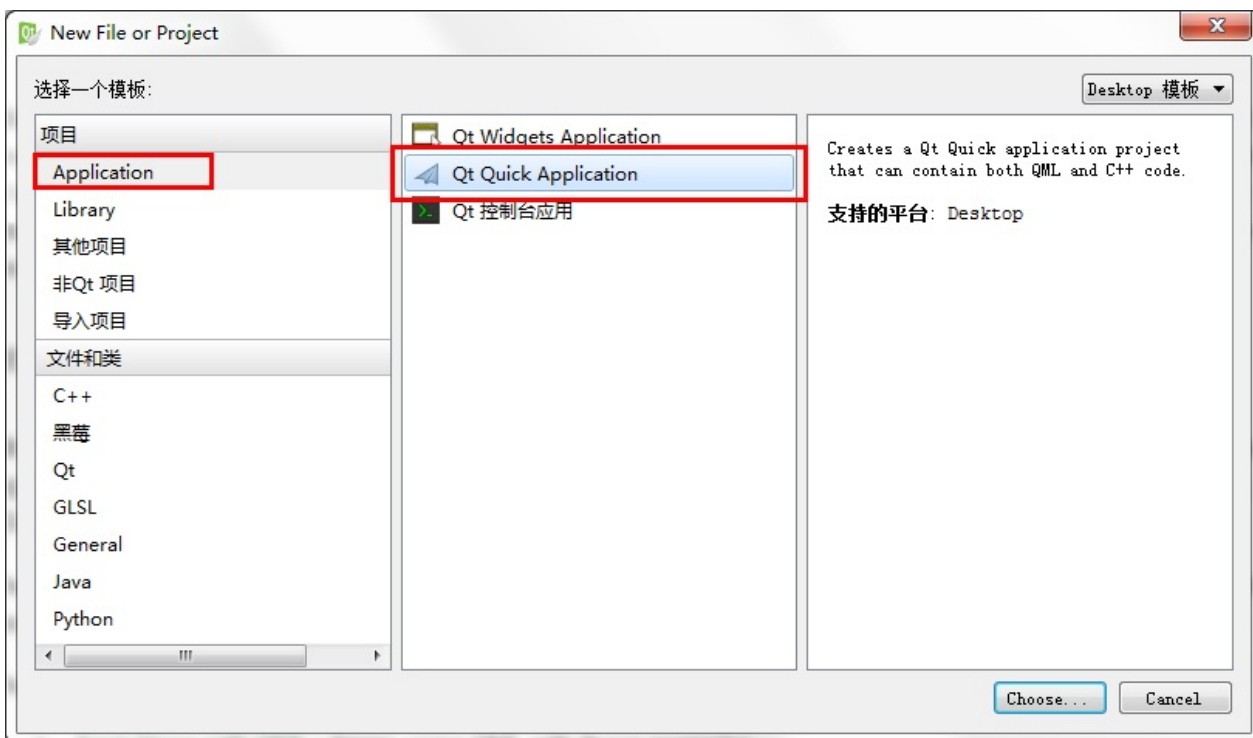 New File or Project
选择一个模板:
Desktop 模板
项目
Application
Library
其他项目
非Qt 项目
导入项目
文件和类
C++
黑莓
Qt
GLSL
General
Java
Python
Qt Widgets Application
Qt Quick Application
Qt 控制台应用
Creates a Qt Quick application project
that can contain both QML and C++ code.
支持的平台: Desktop
Choose...
Cancel